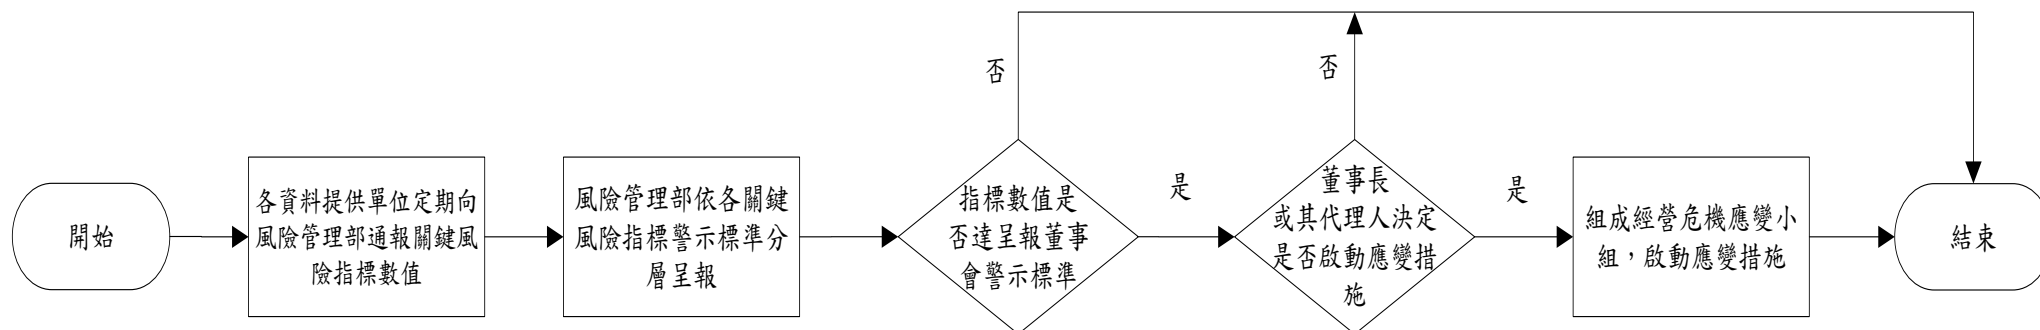 開始
各資料提供單位定期向
風險管理部通報關鍵風
險指標數值
風險管理部依各關鍵
風險指標警示標準分
層呈報
指標數值是
否達呈報董事
會警示標準
否
是
董事長
或其代理人決定
是否啟動應變措
施
否
是
組成經營危機應變小
組，啟動應變措施
結束